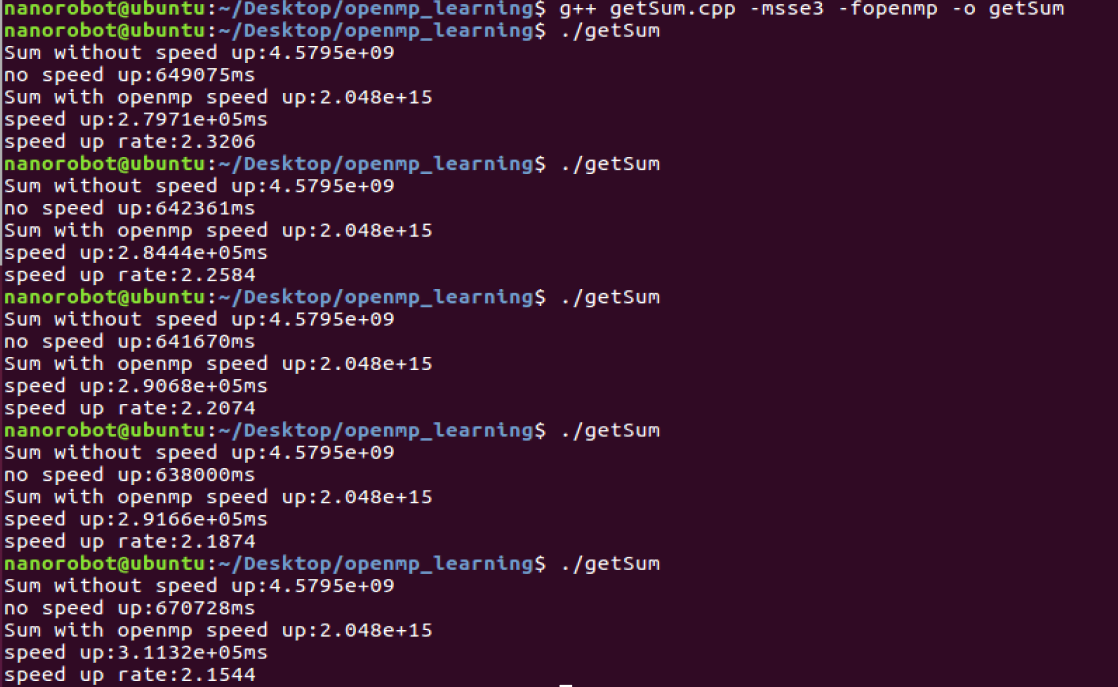 nanorobot@ubuntu:~/Desktop/openmp_learning$ g++ getSum.cpp -msse3 -fopenmp -o getSum
nanorobot@ubuntu:~/Desktop/openmp_learning$ ./getSum
Sum without speed up:4.5795e+09
no speed up:649075ms
Sum with openmp speed up:2.048e+15
speed up:2.7971e+05ms
speed up rate:2.3206
nanorobot@ubuntu:~/Desktop/openmp_learning$ ./getSum
Sum without speed up:4.5795e+09
no speed up:642361ms
Sum with openmp speed up:2.048e+15
speed up:2.8444e+05ms
speed up rate:2.2584
nanorobot@ubuntu:~/Desktop/openmp_learning$ ./getSum
Sum without speed up:4.5795e+09
no speed up:641670ms
Sum with openmp speed up:2.048e+15
speed up:2.9068e+05ms
speed up rate:2.2074
nanorobot@ubuntu:~/Desktop/openmp_learning$ ./getSum
Sum without speed up:4.5795e+09
no speed up:638000ms
Sum with openmp speed up:2.048e+15
speed up:2.9166e+05ms
speed up rate:2.1874
nanorobot@ubuntu:~/Desktop/openmp_learning$ ./getSum
Sum without speed up:4.5795e+09
no speed up:670728ms
Sum with openmp speed up:2.048e+15
speed up:3.1132e+05ms
speed up rate:2.1544